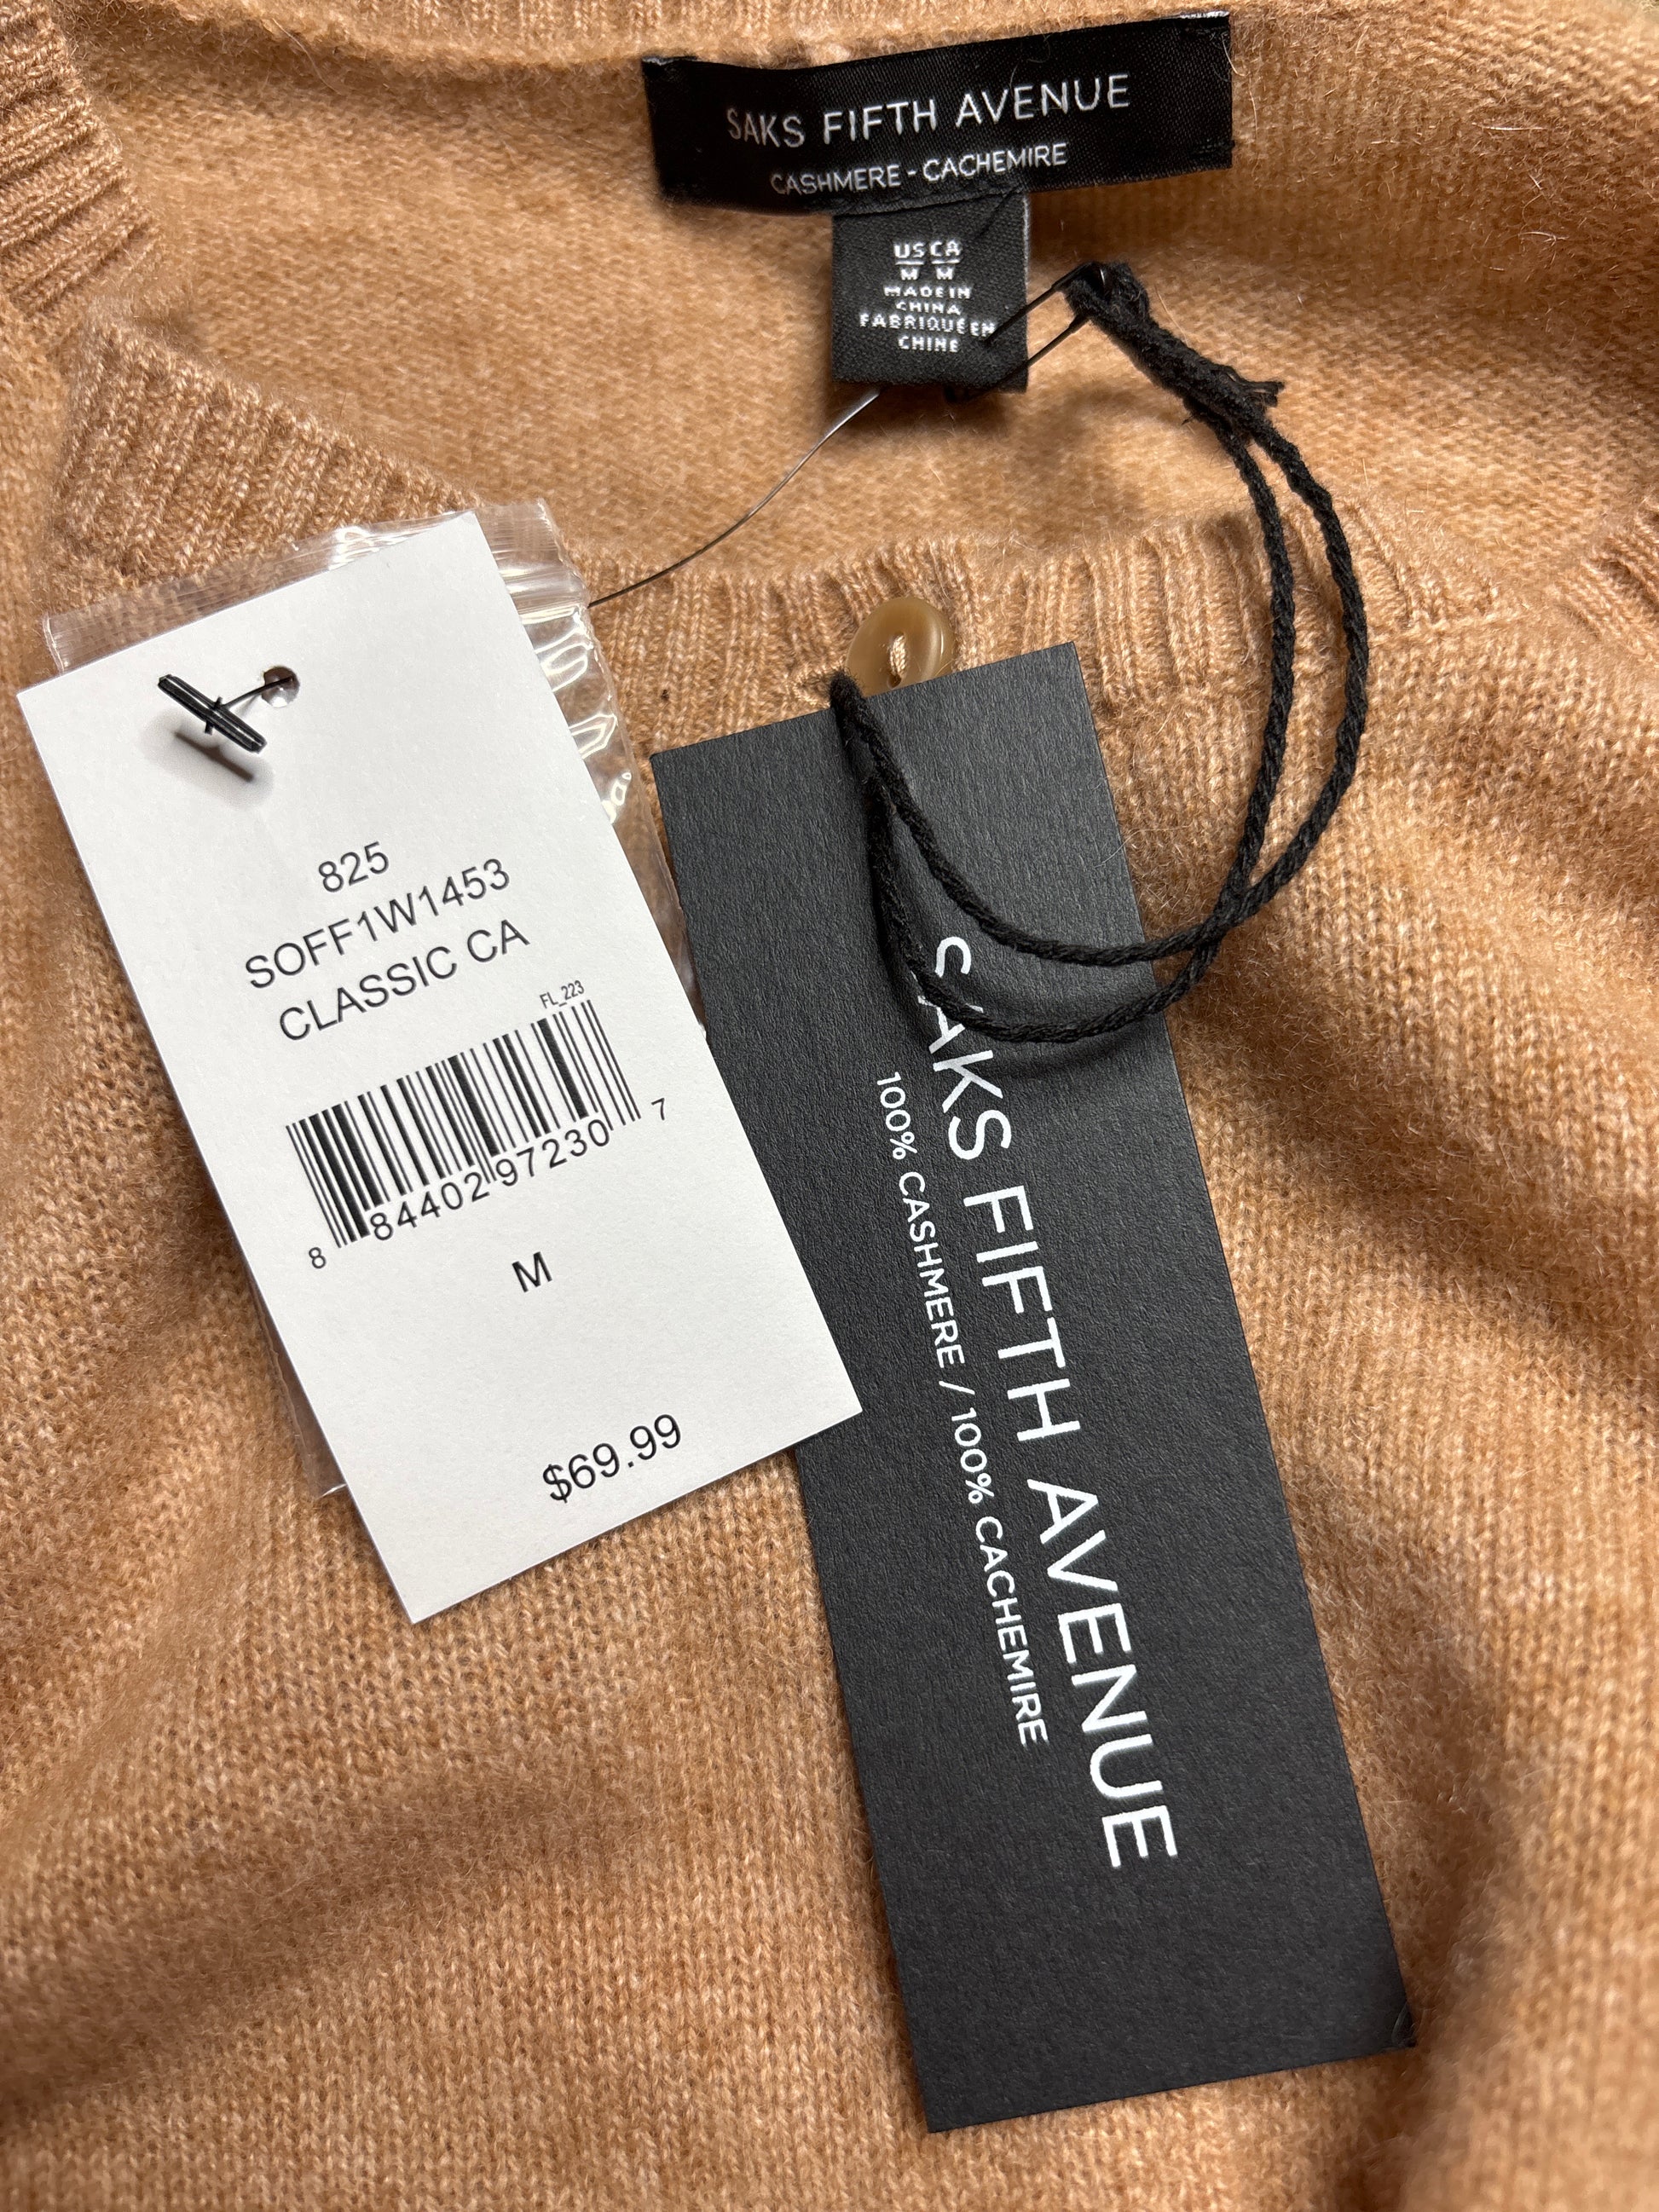 SAKS FIFTH AVENUE
CASHMERE - CACHEMIRE
US CA
M M
MADE IN
CHINA
FABRIQUÉ EN
CHINE
825
SOFF1W1453
CLASSIC CA
FL_223
8 84402 97230 7
M
$69.99
SAKS FIFTH AVENUE
100% CASHMERE / 100% CACHEMIRE